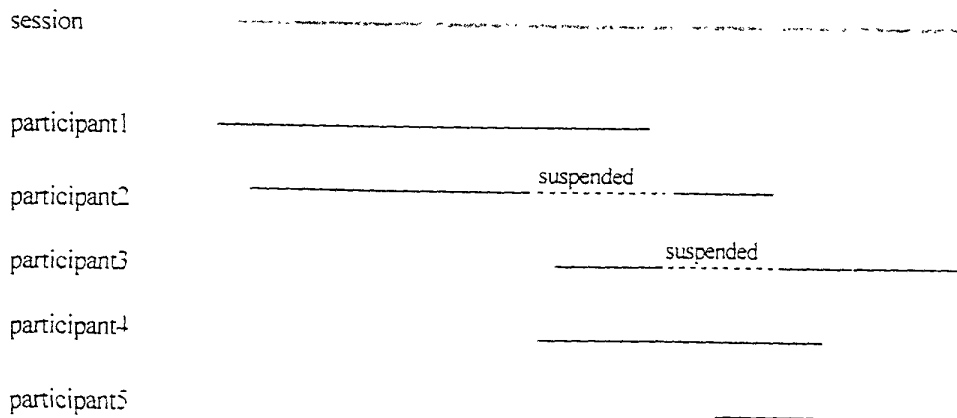 session
participant1
suspended
participant2
suspended
participant3
participant4
participant5